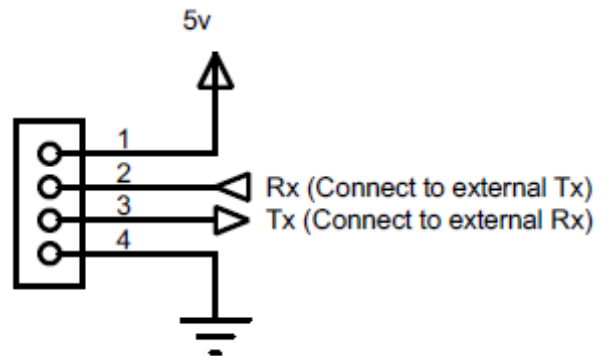 5v
1
2
Rx (Connect to external Tx)
3
Tx (Connect to external Rx)
4